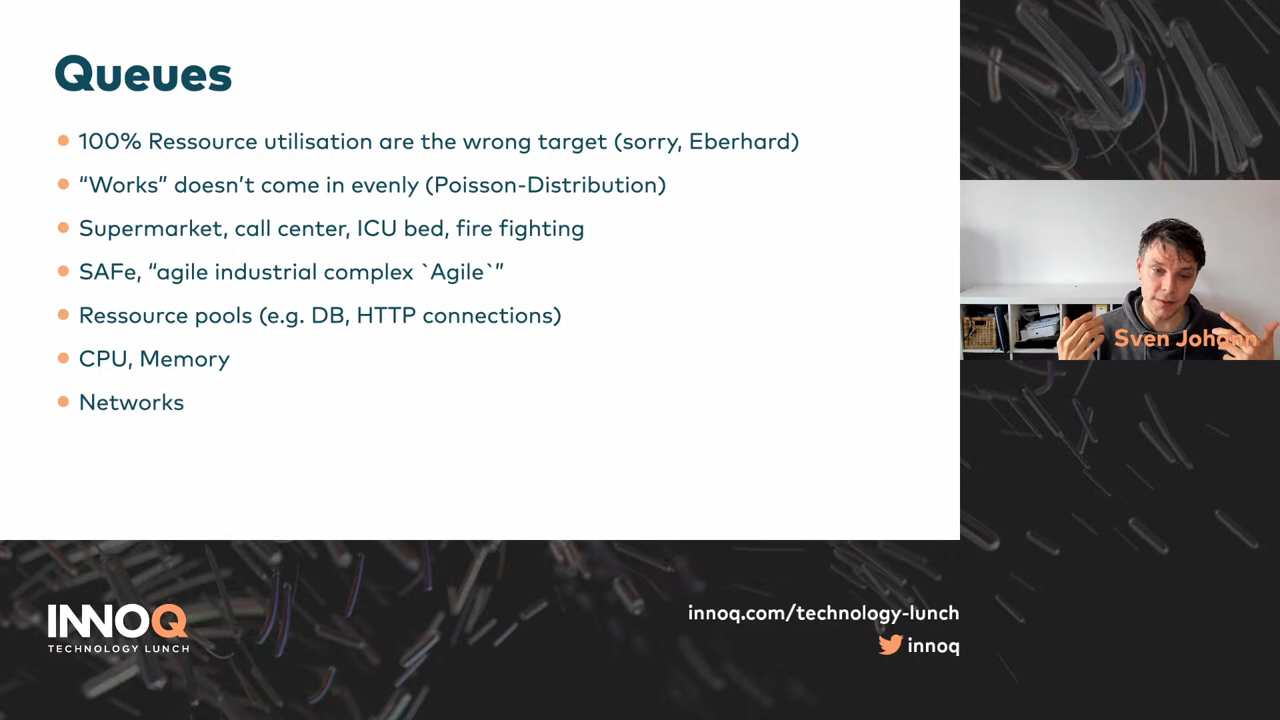 Queues
100% Ressource utilisation are the wrong target (sorry, Eberhard)
“Works” doesn’t come in evenly (Poisson-Distribution)
Supermarket, call center, ICU bed, fire fighting
SAFe, “agile industrial complex `Agile`”
Ressource pools (e.g. DB, HTTP connections)
CPU, Memory
Networks
Sven Johann
INNOQ
TECHNOLOGY LUNCH
innoq.com/technology-lunch
innoq